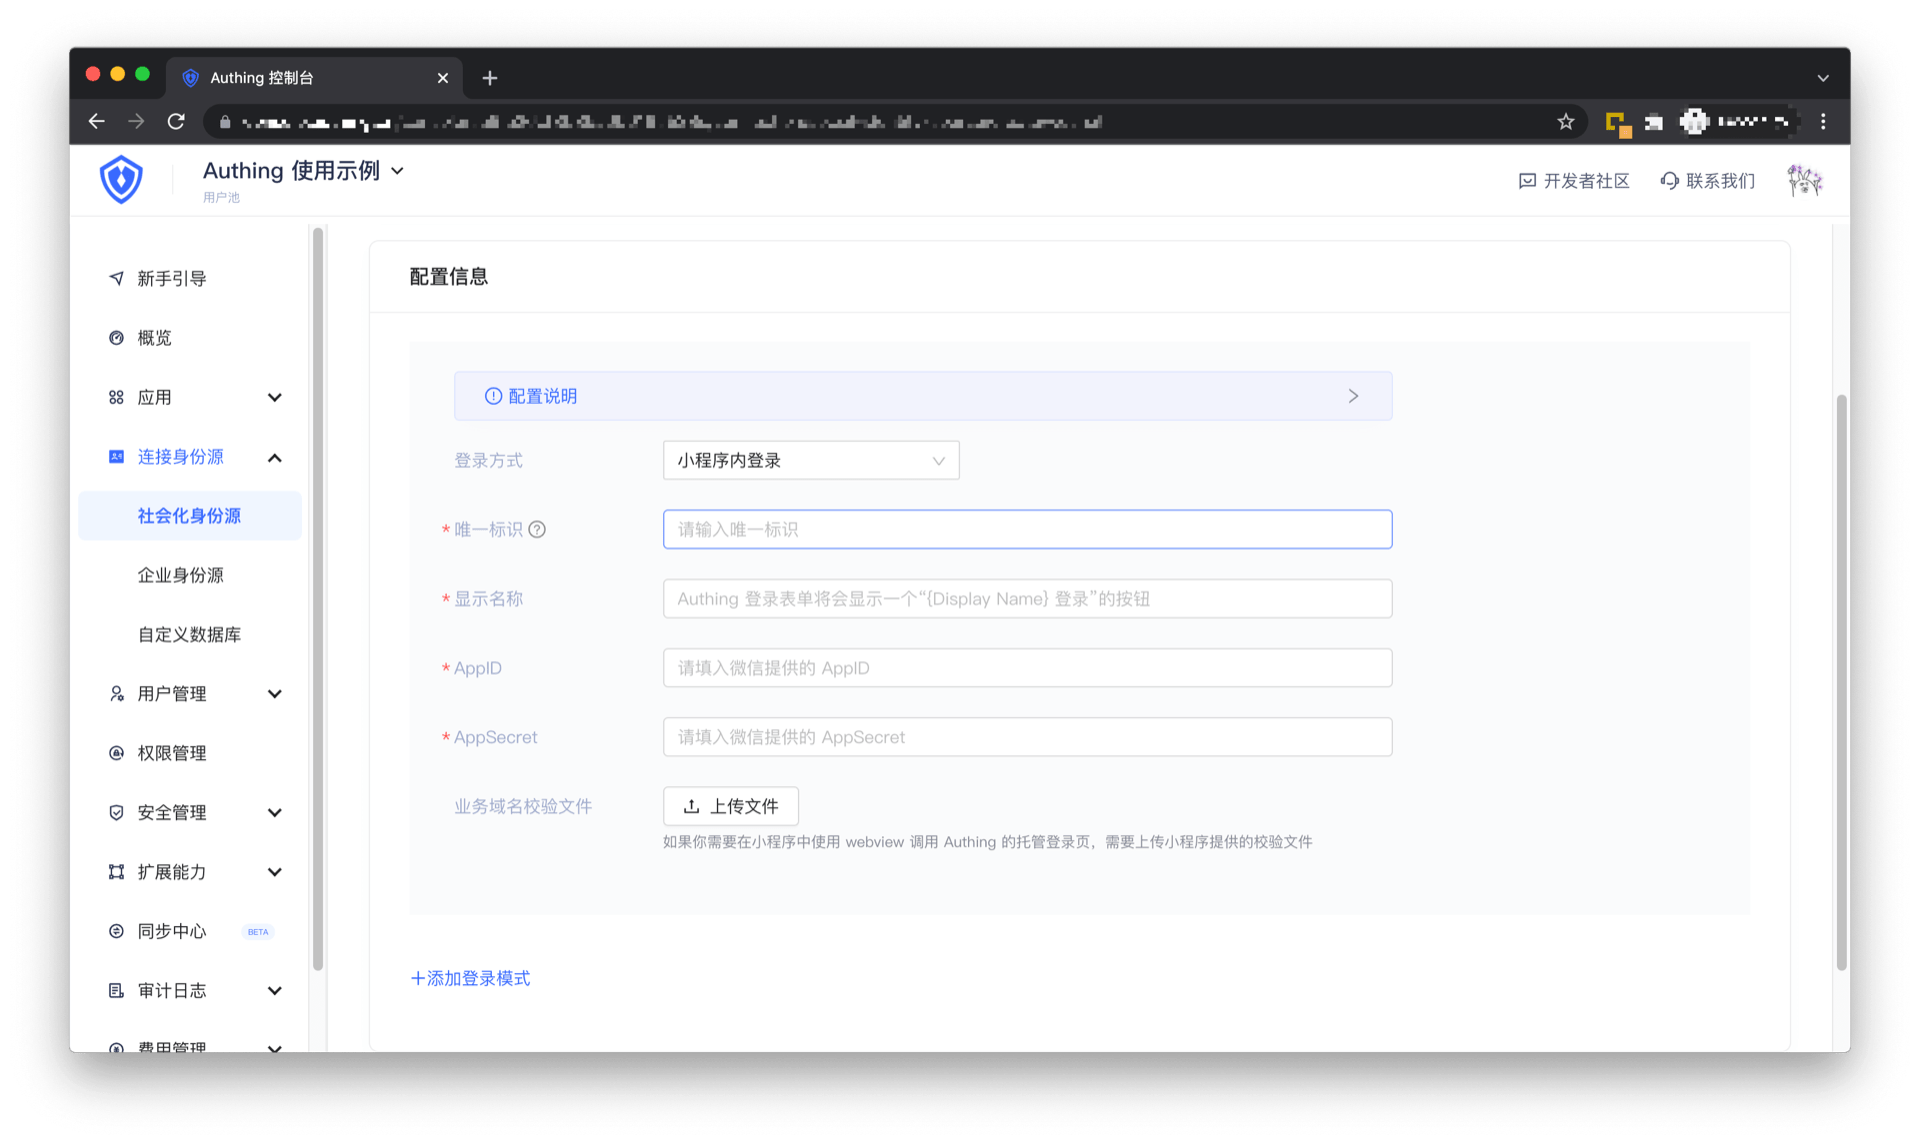 Authing 控制台
Authing 使用示例
用户池
开发者社区
联系我们
新手引导
概览
应用
连接身份源
社会化身份源
企业身份源
自定义数据库
用户管理
权限管理
安全管理
扩展能力
同步中心 BETA
审计日志
费用管理
配置信息
配置说明
登录方式 小程序内登录
* 唯一标识 请输入唯一标识
* 显示名称 Authing 登录表单将会显示一个“{Display Name} 登录”的按钮
* AppID 请填入微信提供的 AppID
* AppSecret 请填入微信提供的 AppSecret
业务域名校验文件 上传文件
如果你需要在小程序中使用 webview 调用 Authing 的托管登录页，需要上传小程序提供的校验文件
+添加登录模式